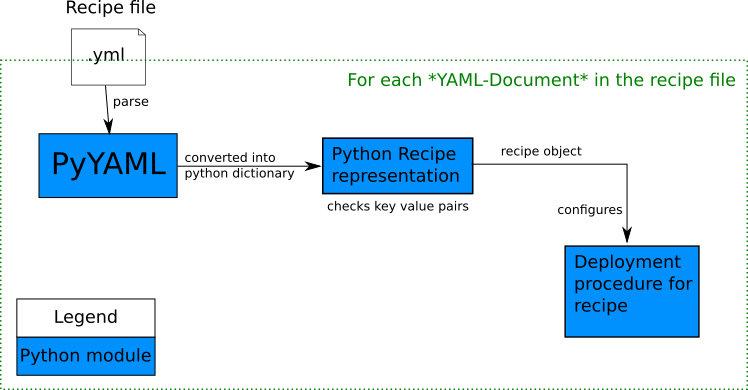 Recipe file
.yml
For each *YAML-Document* in the recipe file
parse
PyYAML
converted into
python dictionary
Python Recipe
representation
checks key value pairs
recipe object
configures
Deployment
procedure for
recipe
Legend
Python module